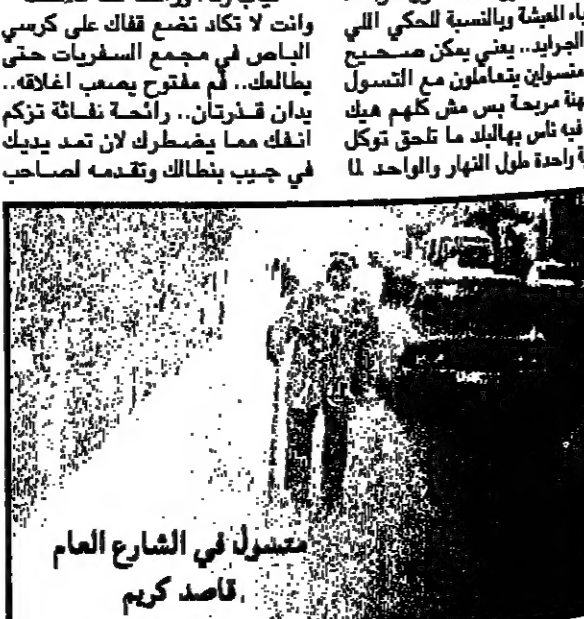 ياء المعيشة وبالنسبة للحكي اللي
الجرايد.. يعني يمكن صحيح
متسولين يتعاملون مع التسول
هنة مربحة بس مش كلهم هيك
فيه ناس بهالبلد ما تلحق توكل
ة واحدة طول النهار والواحد لما
وانت لا تكاد تضع قفاك على كرسي
الباص في مجمع السفريات حتى
يطالعك.. فم مفتوح يصعب اغلاقه..
يدان قذرتان.. رائحة نفاثة تزكم
انفك مما يضطرك لان تمد يديك
في جيب بنطالك وتقدمه لصاحب
متسول في الشارع العام
قاصد كريم